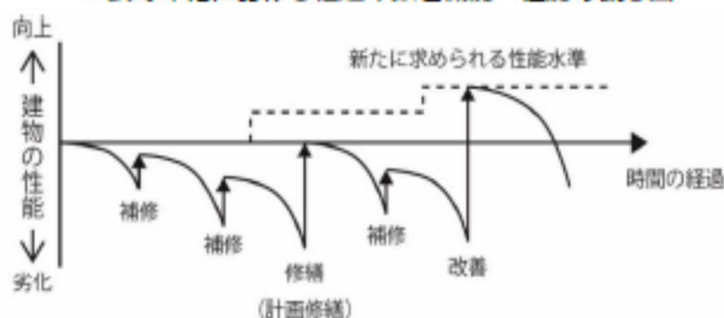 向上
新たに求められる性能水準
建物の性能
時間の経過
補修
補修
補修
修繕
(計画修繕)
改善
劣化